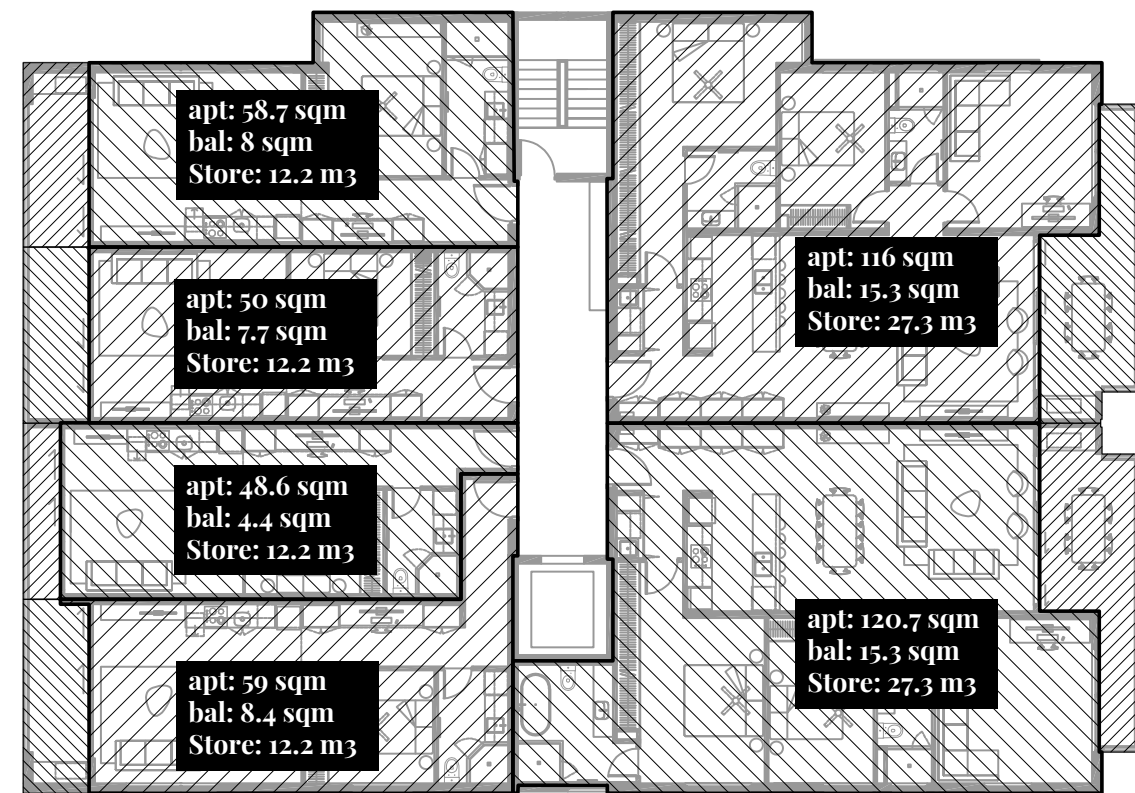 apt: 58.7 sqm
bal: 8 sqm
Store: 12.2 m3
apt: 50 sqm
bal: 7.7 sqm
Store: 12.2 m3
apt: 48.6 sqm
bal: 4.4 sqm
Store: 12.2 m3
apt: 59 sqm
bal: 8.4 sqm
Store: 12.2 m3
apt: 116 sqm
bal: 15.3 sqm
Store: 27.3 m3
apt: 120.7 sqm
bal: 15.3 sqm
Store: 27.3 m3